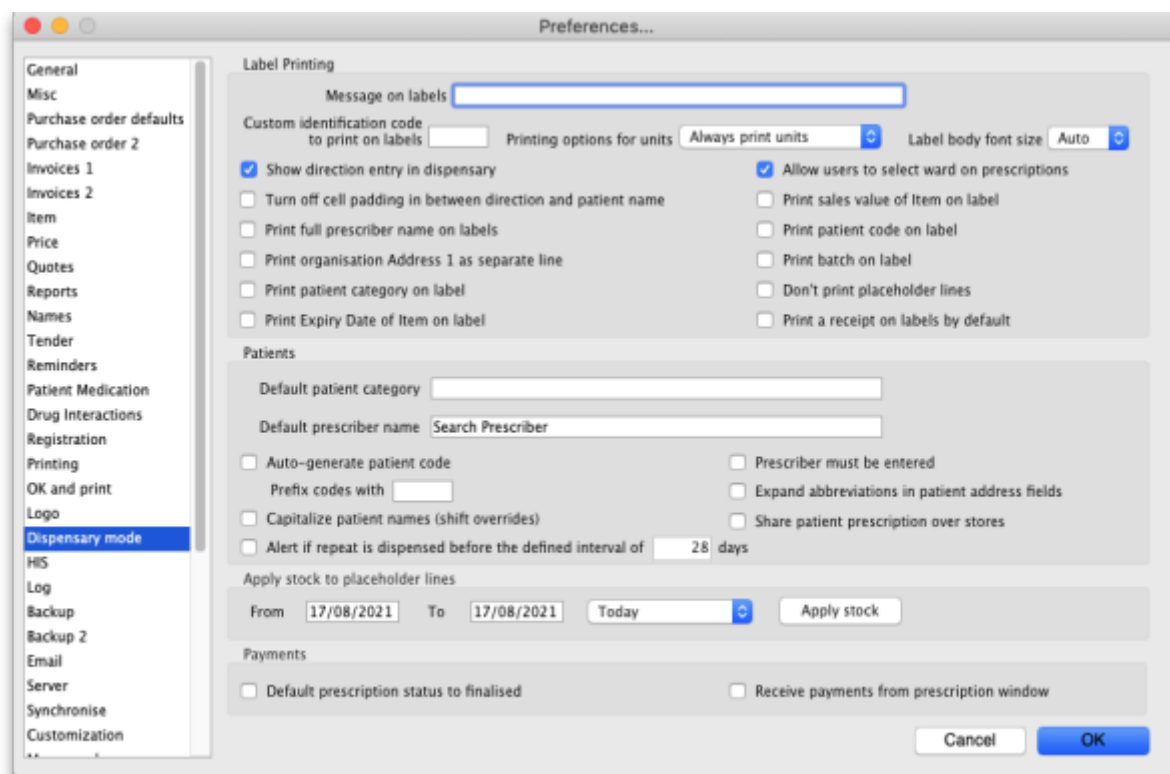 Preferences...
General
Misc
Purchase order defaults
Purchase order 2
Invoices 1
Invoices 2
Item
Price
Quotes
Reports
Names
Tender
Reminders
Patient Medication
Drug Interactions
Registration
Printing
OK and print
Logo
Dispensary mode
HIS
Log
Backup
Backup 2
Email
Server
Synchronise
Customization
Label Printing
Message on labels
Custom identification code
to print on labels Printing options for units Always print units Label body font size Auto
Show direction entry in dispensary Allow users to select ward on prescriptions
Turn off cell padding in between direction and patient name Print sales value of Item on label
Print full prescriber name on labels Print patient code on label
Print organisation Address 1 as separate line Print batch on label
Print patient category on label Don't print placeholder lines
Print Expiry Date of Item on label Print a receipt on labels by default
Patients
Default patient category
Default prescriber name Search Prescriber
Auto-generate patient code Prescriber must be entered
Prefix codes with Expand abbreviations in patient address fields
Capitalize patient names (shift overrides) Share patient prescription over stores
Alert if repeat is dispensed before the defined interval of 28 days
Apply stock to placeholder lines
From 17/08/2021 To 17/08/2021 Today Apply stock
Payments
Default prescription status to finalised Receive payments from prescription window
Cancel OK